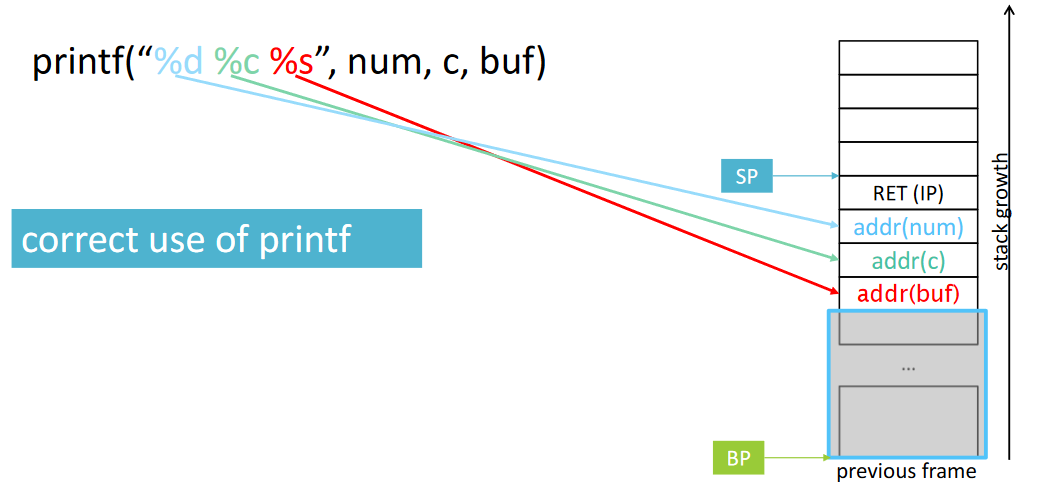 printf(“%d %c %s”, num, c, buf)
correct use of printf
SP
RET (IP)
addr(num)
addr(c)
addr(buf)
...
BP
previous frame
stack growth